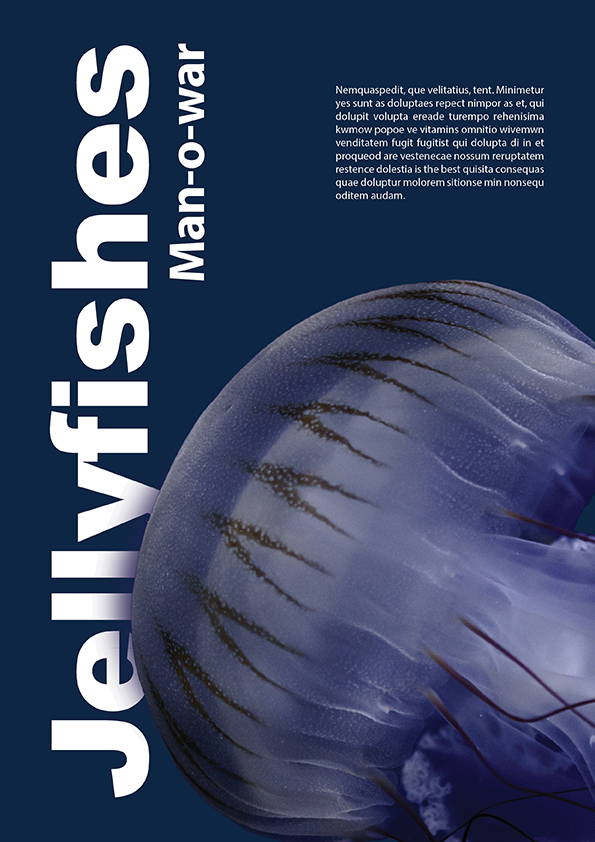 Jellyfishes
Man-o-war
Nemquaspedit, que velitatius, tent. Minimetur
yes sunt as doluptaes repect nimpor as et, qui
dolupit volupta ereade turempo rehenisima
kwmow popoe ve vitamins omnitio wivemwn
venditatem fugit fugitist qui dolupta di in et
proqueod are vestenecae nossum reruptatem
restence dolestia is the best quisita consequas
quae doluptur molorem sitionse min nonsequ
oditem audam.